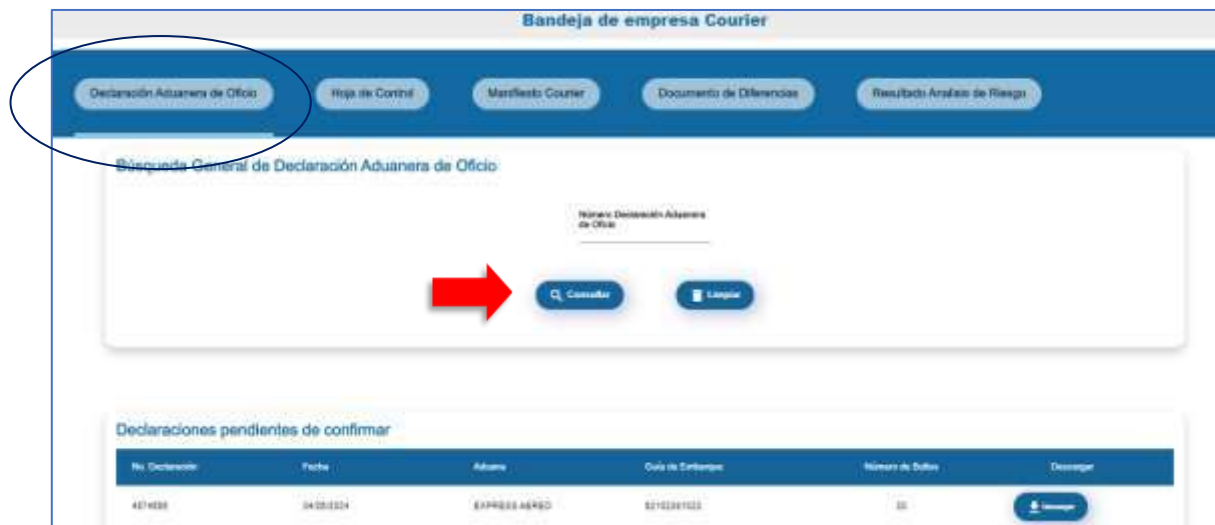 Bandeja de empresa Courier
Declaración Aduanera de Oficio
Hoja de Control
Manifiesto Courier
Documento de Diferencias
Resultado Analisis de Riesgo
Búsqueda General de Declaración Aduanera de Oficio
Número Declaración Aduanera
de Oficio
Consultar
Limpiar
Declaraciones pendientes de confirmar
No. Declaración
Fecha
Aduana
Guía de Embarque
Número de Bultos
Descargar
EXPRESS AEREO
Descargar